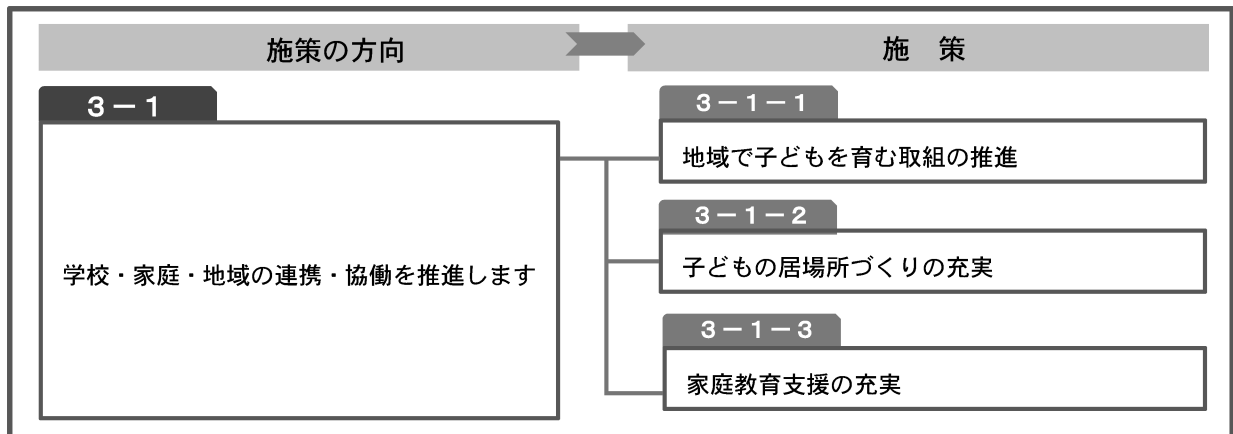 施策の方向
施　策
３－１
学校・家庭・地域の連携・協働を推進します
３－１－１
地域で子どもを育む取組の推進
３－１－２
子どもの居場所づくりの充実
３－１－３
家庭教育支援の充実